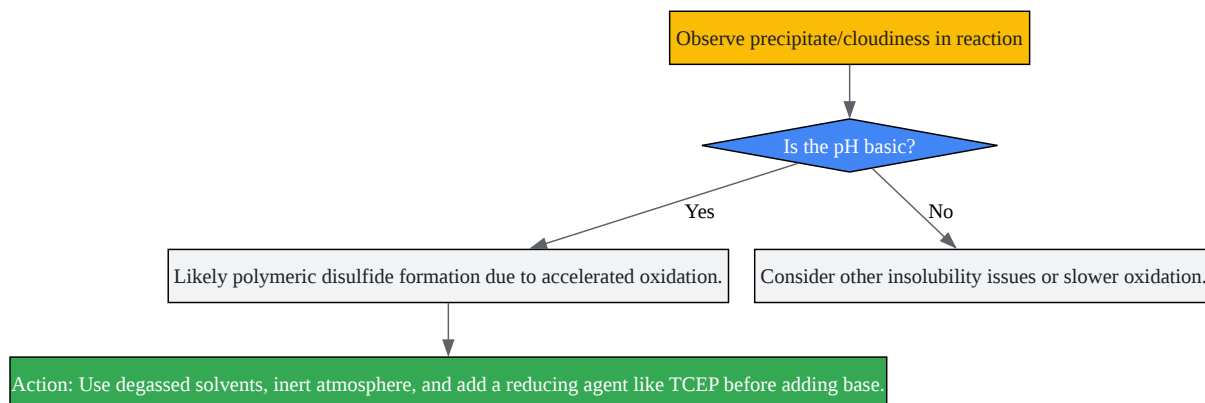 Observe precipitate/cloudiness in reaction
Is the pH basic?
Yes
No
Likely polymeric disulfide formation due to accelerated oxidation.
Consider other insolubility issues or slower oxidation.
Action: Use degassed solvents, inert atmosphere, and add a reducing agent like TCEP before adding base.